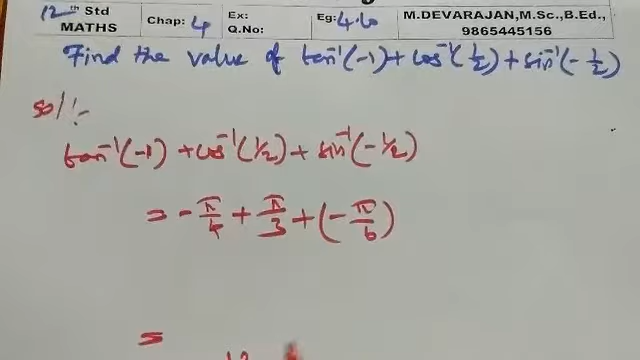 12th Std MATHS Chap: 4 Ex: Q.No: Eg: 4.6 M.DEVARAJAN,M.Sc.,B.Ed., 9865445156
Find the value of tan⁻¹(-1) + cos⁻¹(1/2) + sin⁻¹(-1/2)
Sol:-
tan⁻¹(-1) + cos⁻¹(1/2) + sin⁻¹(-1/2)
= -π/4 + π/3 + (-π/6)
=
12